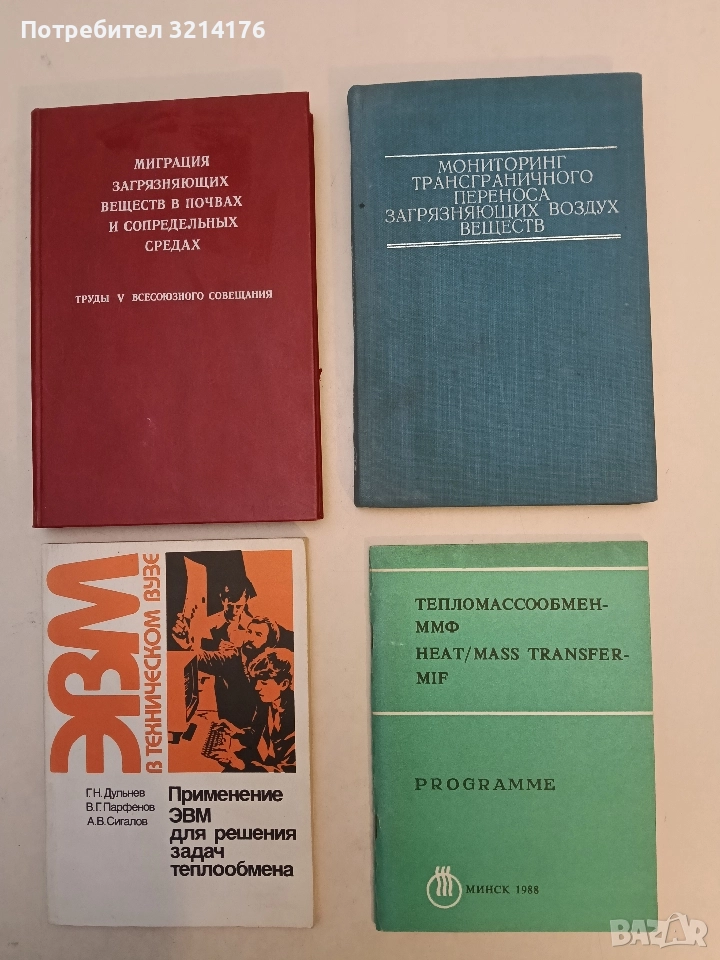 Потребител 3214176
МИГРАЦИЯ
ЗАГРЯЗНЯЮЩИХ
ВЕЩЕСТВ В ПОЧВАХ
И СОПРЕДЕЛЬНЫХ
СРЕДАХ
ТРУДЫ V ВСЕСОЮЗНОГО СОВЕЩАНИЯ
МОНИТОРИНГ
ТРАНСГРАНИЧНОГО
ПЕРЕНОСА
ЗАГРЯЗНЯЮЩИХ ВОЗДУХ
ВЕЩЕСТВ
ЭВМ
В ТЕХНИЧЕСКОМ ВУЗЕ
Г.Н.Дульнев
В.Г.Парфенов
А.В.Сигалов
Применение
ЭВМ
для решения
задач
теплообмена
ТЕПЛОМАССООБМЕН-
ММФ
HEAT/MASS TRANSFER-
MIF
PROGRAMME
МИНСК 1988
BAZAR